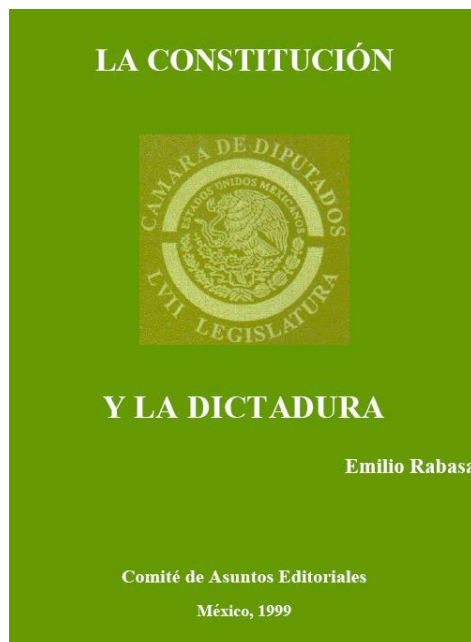 LA CONSTITUCIÓN
CAMARA DE DIPUTADOS
ESTADOS UNIDOS MEXICANOS
LVII LEGISLATURA
Y LA DICTADURA
Emilio Rabasa
Comité de Asuntos Editoriales
México, 1999